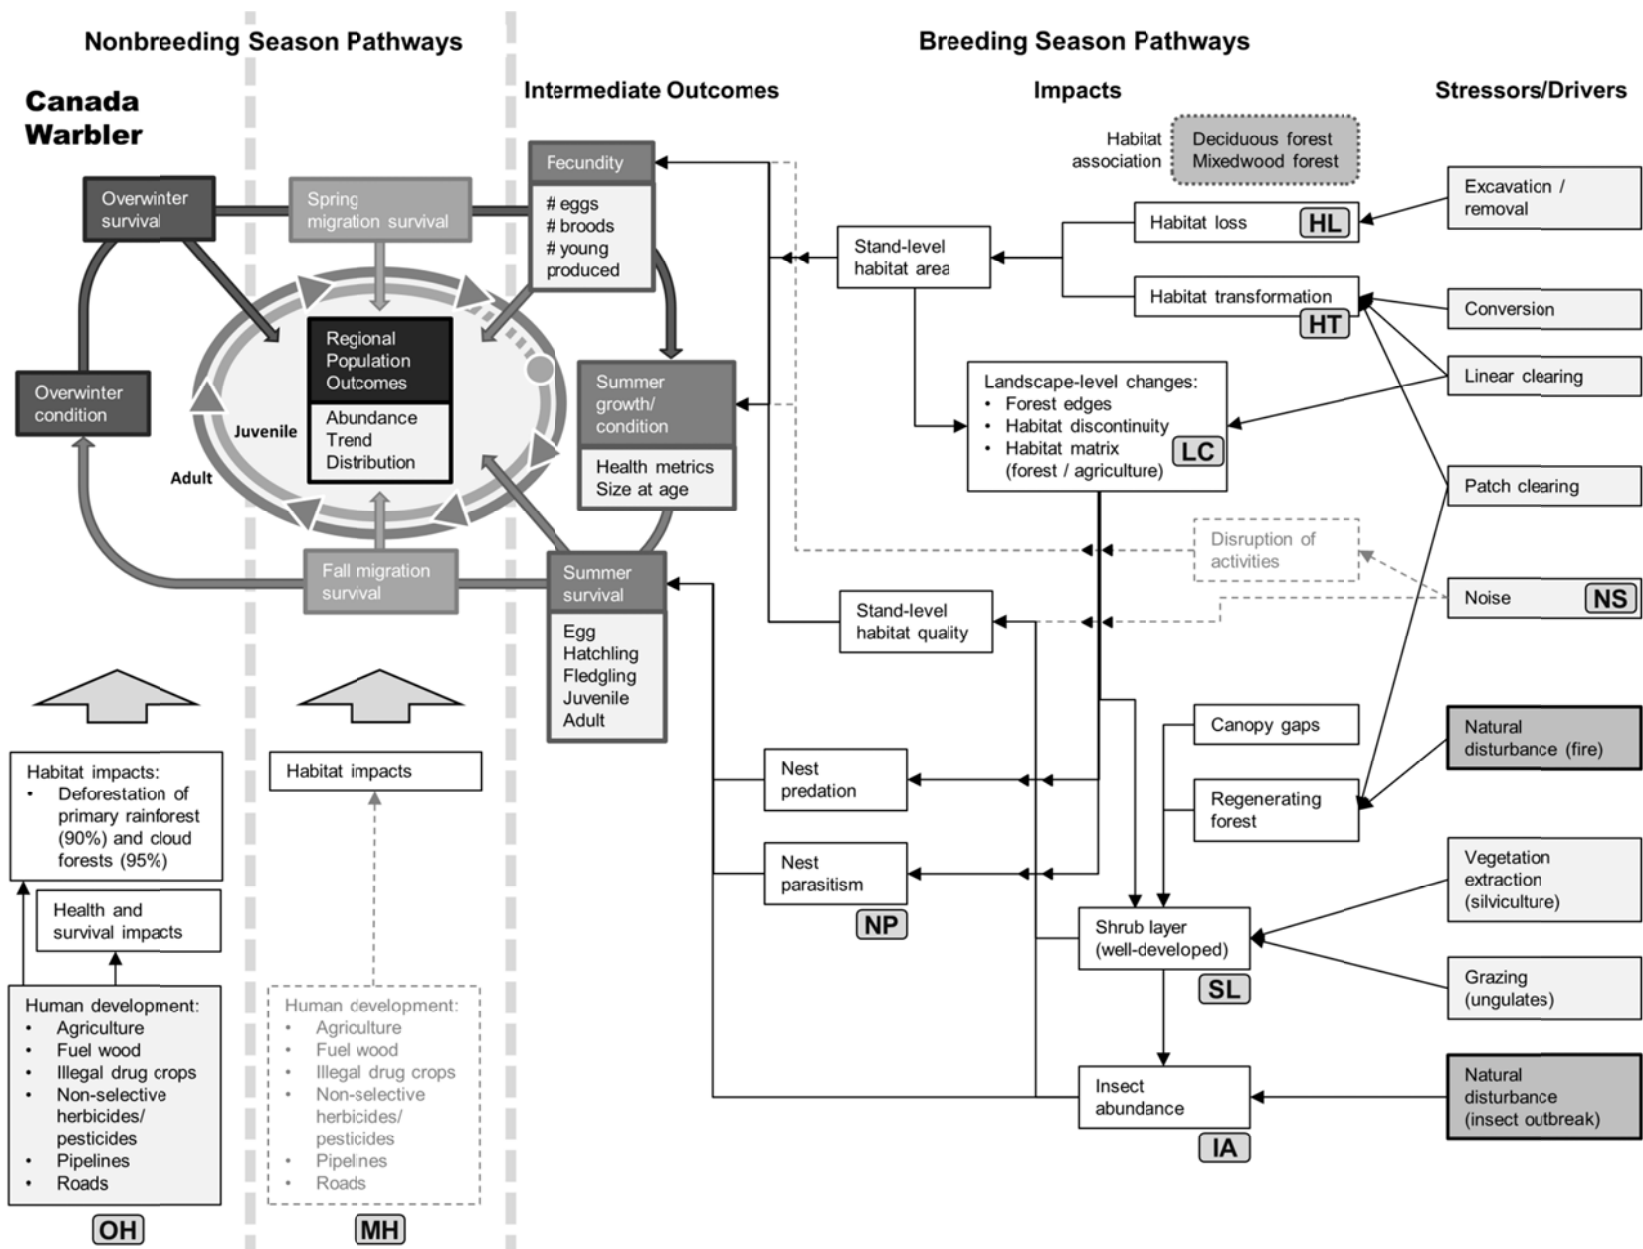 Nonbreeding Season Pathways
Breeding Season Pathways
Canada
Warbler
Intermediate Outcomes
Impacts
Stressors/Drivers
Overwinter
survival
Spring
migration survival
Overwinter
condition
Regional
Population
Outcomes
Abundance
Trend
Distribution
Juvenile
Adult
Fall migration
survival
Fecundity
# eggs
# broods
# young
produced
Summer
growth/
condition
Health metrics
Size at age
Summer
survival
Egg
Hatchling
Fledgling
Juvenile
Adult
Habitat impacts:
• Deforestation of
primary rainforest
(90%) and cloud
forests (95%)
Health and
survival impacts
Human development:
• Agriculture
• Fuel wood
• Illegal drug crops
• Non-selective
herbicides/
pesticides
• Pipelines
• Roads
OH
Habitat impacts
Human development:
• Agriculture
• Fuel wood
• Illegal drug crops
• Non-selective
herbicides/
pesticides
• Pipelines
• Roads
MH
Habitat
association
Deciduous forest
Mixedwood forest
Stand-level
habitat area
Habitat loss
HL
Habitat transformation
HT
Landscape-level changes:
• Forest edges
• Habitat discontinuity
• Habitat matrix
(forest / agriculture)
LC
Disruption of
activities
Stand-level
habitat quality
Canopy gaps
Nest
predation
Regenerating
forest
Nest
parasitism
NP
Shrub layer
(well-developed)
SL
Insect
abundance
IA
Excavation /
removal
Conversion
Linear clearing
Patch clearing
Noise
NS
Natural
disturbance (fire)
Vegetation
extraction
(silviculture)
Grazing
(ungulates)
Natural
disturbance
(insect outbreak)